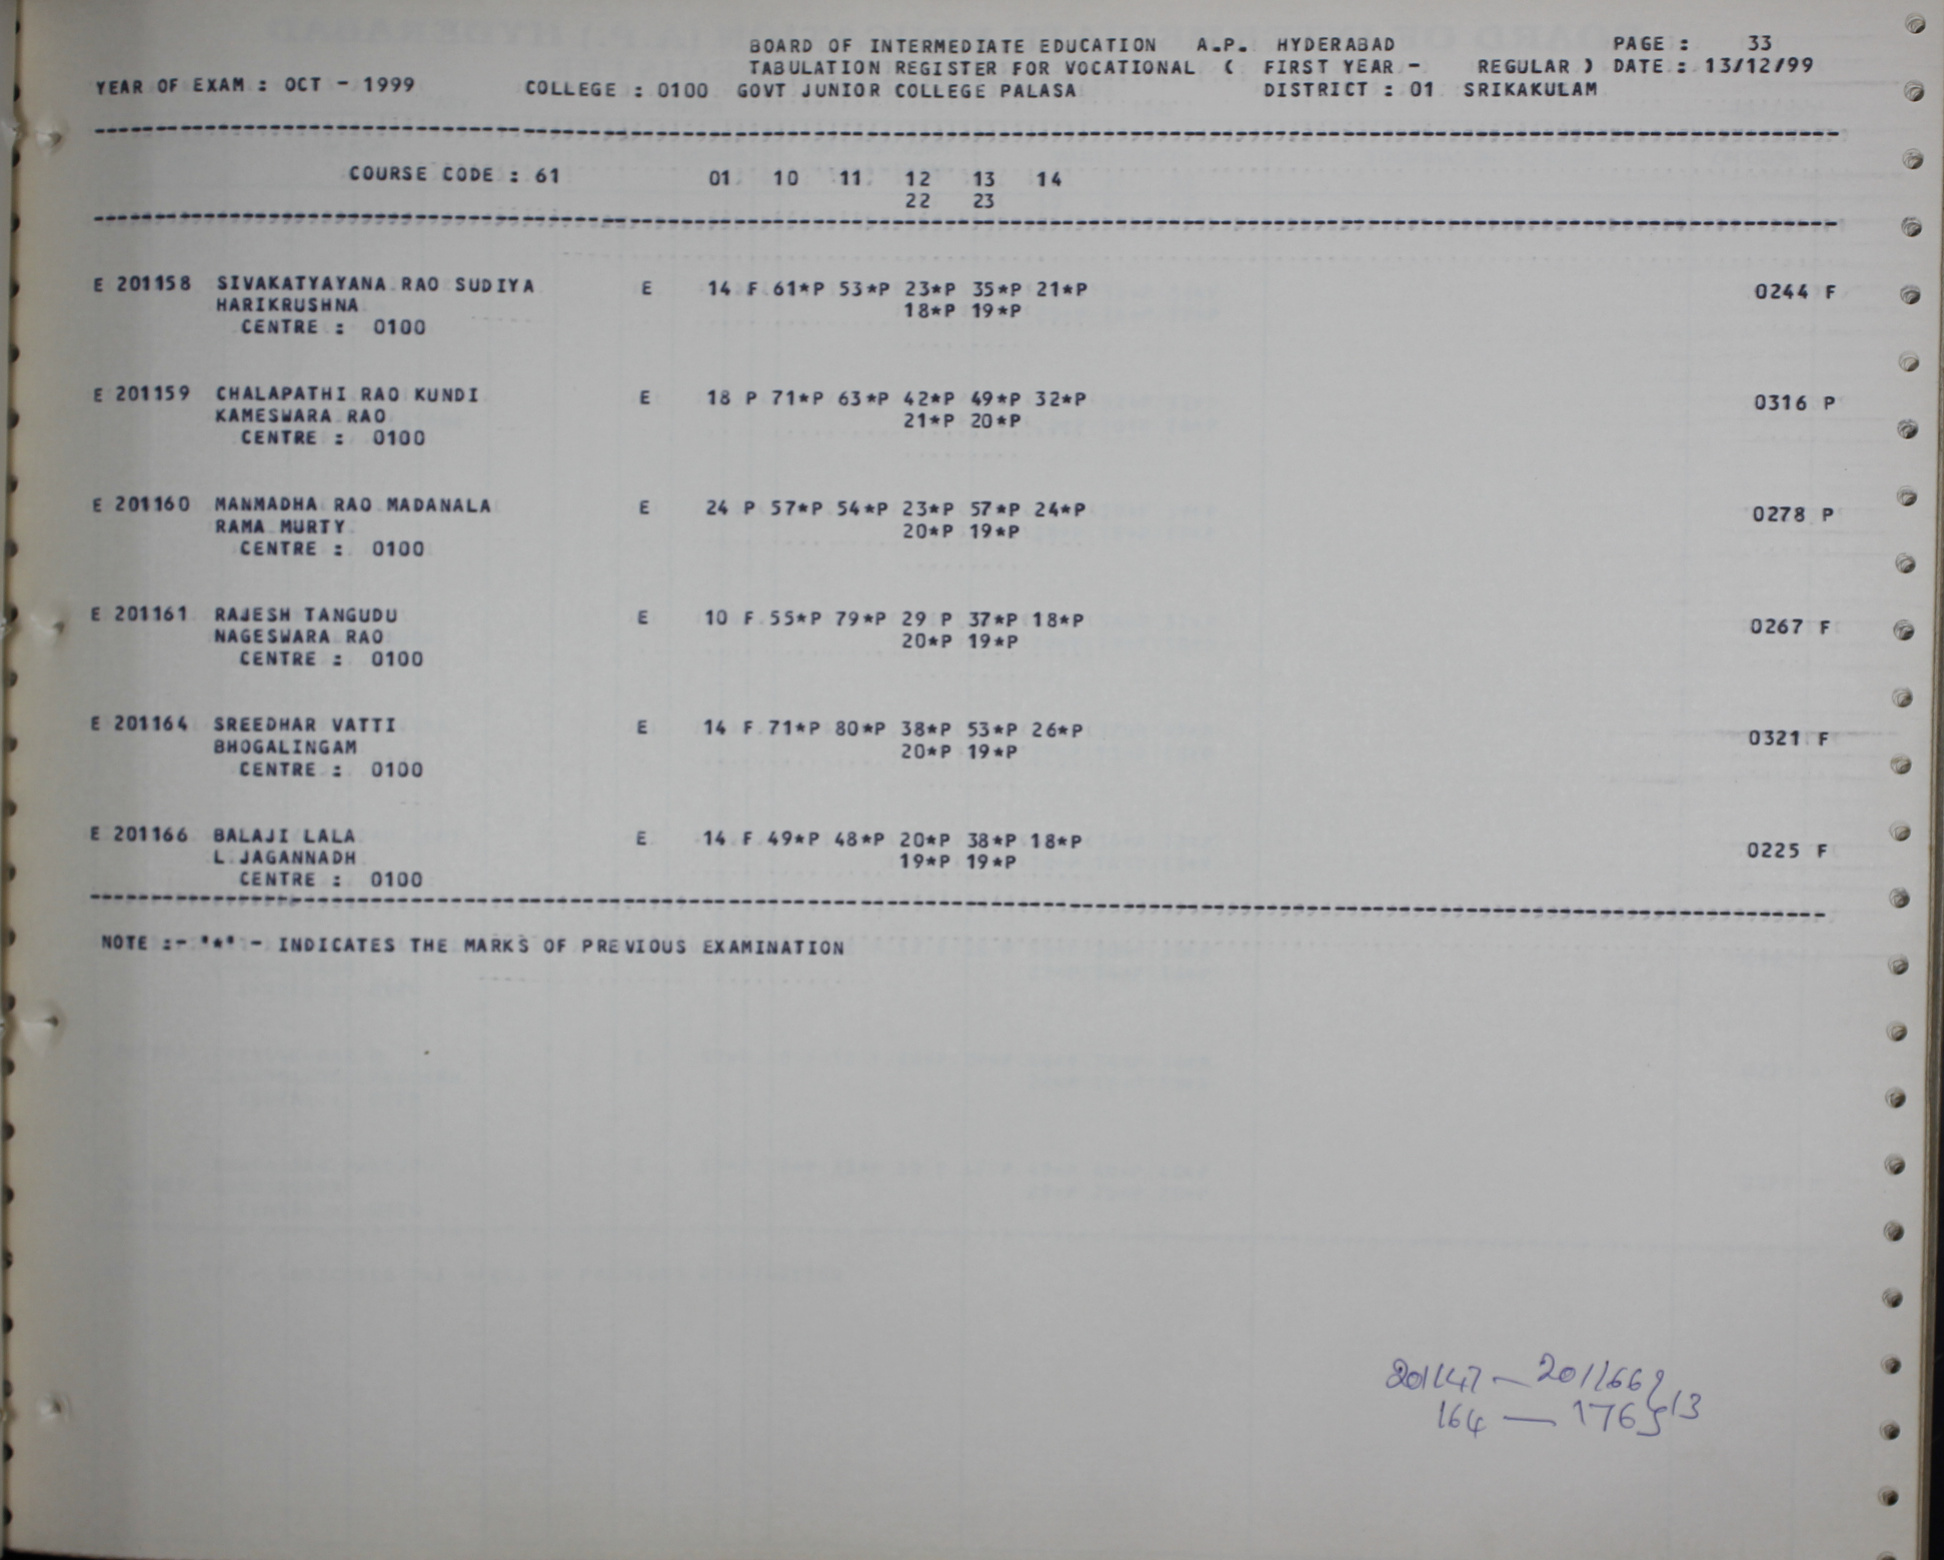 BOARD OF INTERMEDIATE EDUCATION A.P. HYDERABAD PAGE : 33
TABULATION REGISTER FOR VOCATIONAL ( FIRST YEAR - REGULAR ) DATE : 13/12/99
YEAR OF EXAM : OCT - 1999 COLLEGE : 0100 GOVT JUNIOR COLLEGE PALASA DISTRICT : 01 SRIKAKULAM
COURSE CODE : 61 01 10 11 12 13 14
22 23
E 201158 SIVAKATYAYANA RAO SUDIYA E 14 F 61*P 53*P 23*P 35*P 21*P 0244 F
HARIKRUSHNA 18*P 19*P
CENTRE : 0100
E 201159 CHALAPATHI RAO KUNDI E 18 P 71*P 63*P 42*P 49*P 32*P 0316 P
KAMESWARA RAO 21*P 20*P
CENTRE : 0100
E 201160 MANMADHA RAO MADANALA E 24 P 57*P 54*P 23*P 57*P 24*P 0278 P
RAMA MURTY 20*P 19*P
CENTRE : 0100
E 201161 RAJESH TANGUDU E 10 F 55*P 79*P 29 P 37*P 18*P 0267 F
NAGESWARA RAO 20*P 19*P
CENTRE : 0100
E 201164 SREEDHAR VATTI E 14 F 71*P 80*P 38*P 53*P 26*P 0321 F
BHOGALINGAM 20*P 19*P
CENTRE : 0100
E 201166 BALAJI LALA E 14 F 49*P 48*P 20*P 38*P 18*P 0225 F
L JAGANNADH 19*P 19*P
CENTRE : 0100
NOTE :- "*" - INDICATES THE MARKS OF PREVIOUS EXAMINATION
201147 — 201166 } 13
164 — 176